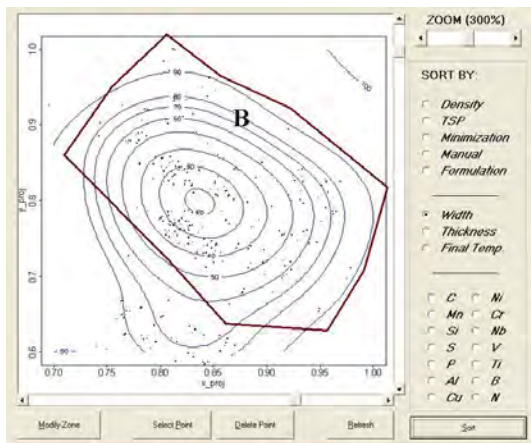 ZOOM (300%)
SORT BY:
Density
TSP
Minimization
Manual
Formulation
Width
Thickness
Final Temp.
C Ni
Mn Cr
Si Nb
S V
P Ti
Al B
Cu N
Sort
1.0
0.9
0.8
0.7
0.6
y_proj
B
100
90
80
70
60
50
90
0.70 0.75 0.80 0.85 0.90 0.95 1.00
x_proj
Modify Zone Select Point Delete Point Refresh